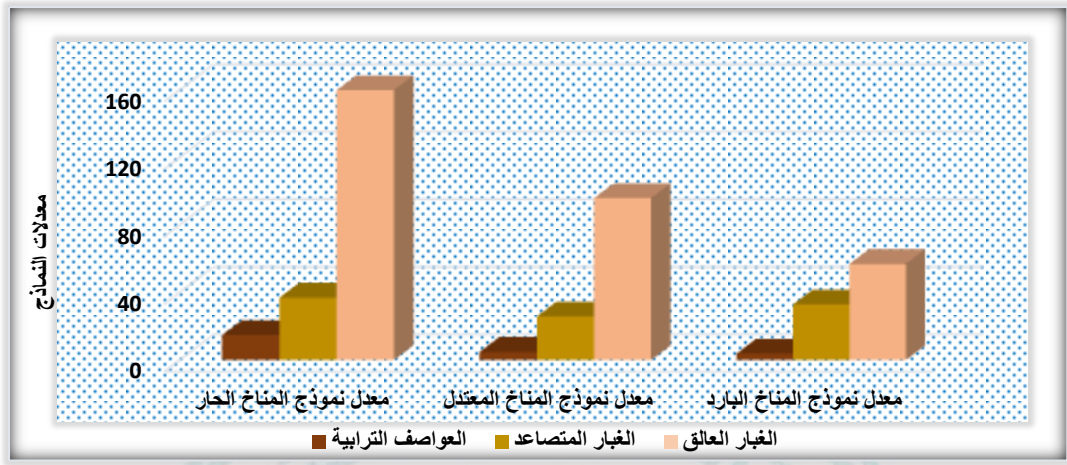 160
120
80
40
0
معدلات النماذج
معدل نموذج المناخ الحار
معدل نموذج المناخ المعتدل
معدل نموذج المناخ البارد
العواصف الترابية
الغبار المتصاعد
الغبار العالق